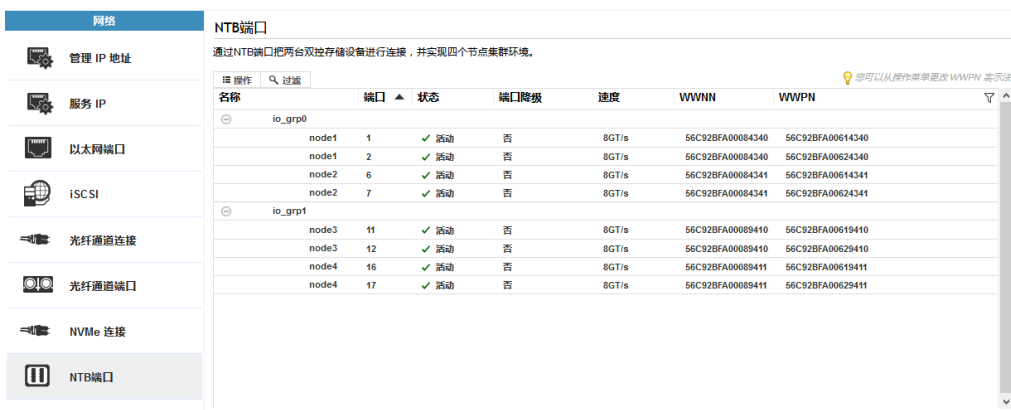 网络
管理 IP 地址
服务 IP
以太网端口
iSCSI
光纤通道连接
光纤通道端口
NVMe 连接
NTB端口
NTB端口
通过NTB端口把两台双控存储设备进行连接，并实现四个节点集群环境。
操作 过滤 您可以从操作菜单更改 WWPN 表示法
名称 端口 状态 端口降级 速度 WWNN WWPN
io_grp0
node1 1 活动 否 8GT/s 56C92BFA00084340 56C92BFA00614340
node1 2 活动 否 8GT/s 56C92BFA00084340 56C92BFA00624340
node2 6 活动 否 8GT/s 56C92BFA00084341 56C92BFA00614341
node2 7 活动 否 8GT/s 56C92BFA00084341 56C92BFA00624341
io_grp1
node3 11 活动 否 8GT/s 56C92BFA00089410 56C92BFA00619410
node3 12 活动 否 8GT/s 56C92BFA00089410 56C92BFA00629410
node4 16 活动 否 8GT/s 56C92BFA00089411 56C92BFA00619411
node4 17 活动 否 8GT/s 56C92BFA00089411 56C92BFA00629411